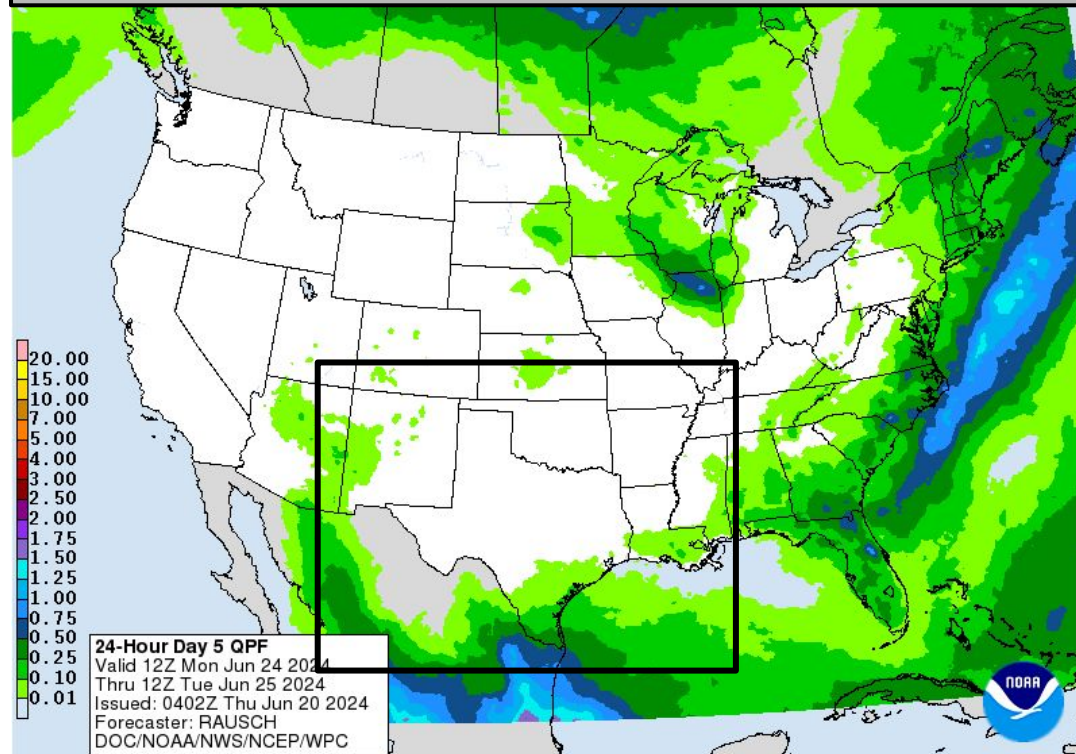 20.00
15.00
10.00
7.00
5.00
4.00
3.00
2.50
2.00
1.75
1.50
1.25
1.00
0.75
0.50
0.25
0.10
0.01
24-Hour Day 5 QPF
Valid 12Z Mon Jun 24 2024
Thru 12Z Tue Jun 25 2024
Issued: 0402Z Thu Jun 20 2024
Forecaster: RAUSCH
DOC/NOAA/NWS/NCEP/WPC
NOAA